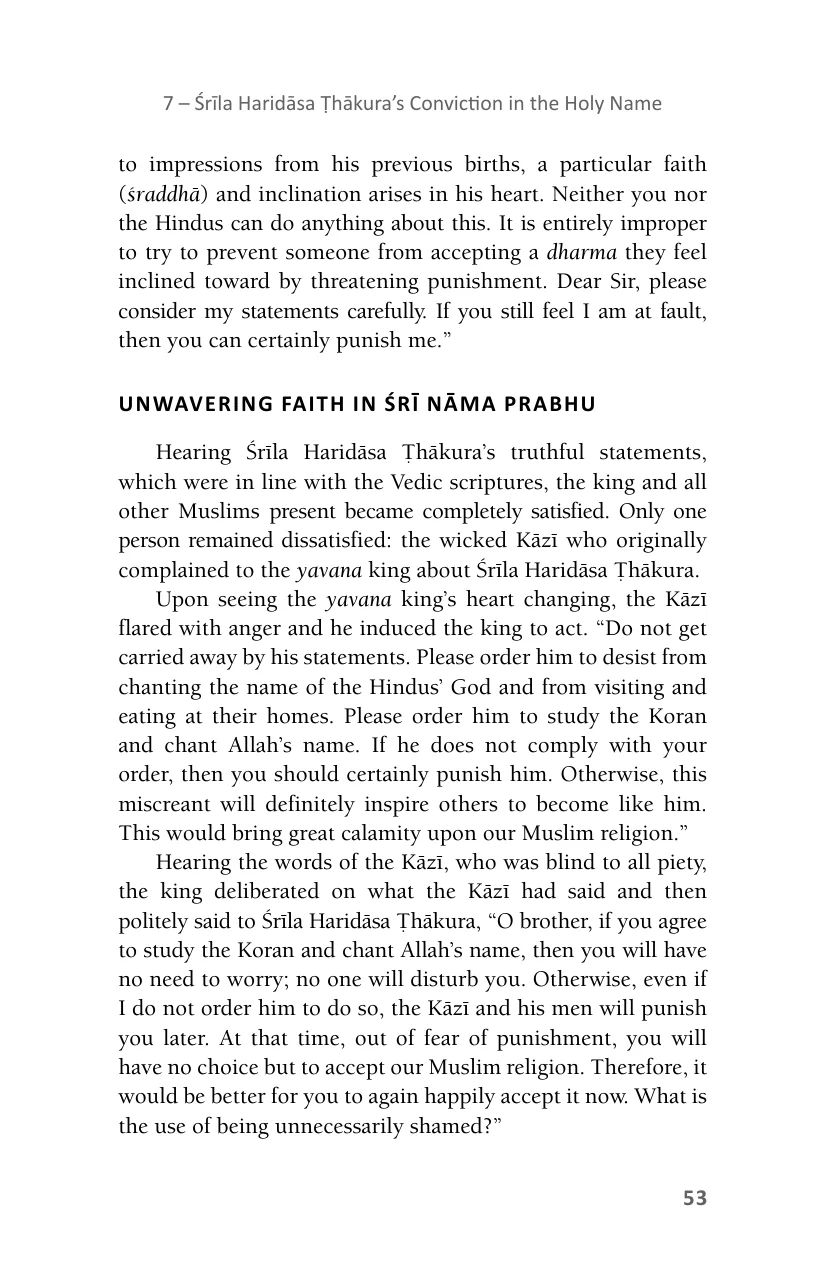 7 – Śrīla Haridāsa Ṭhākura’s Conviction in the Holy Name
to impressions from his previous births, a particular faith
(śraddhā) and inclination arises in his heart. Neither you nor
the Hindus can do anything about this. It is entirely improper
to try to prevent someone from accepting a dharma they feel
inclined toward by threatening punishment. Dear Sir, please
consider my statements carefully. If you still feel I am at fault,
then you can certainly punish me.”
UNWAVERING FAITH IN ŚRĪ NĀMA PRABHU
Hearing Śrīla Haridāsa Ṭhākura’s truthful statements,
which were in line with the Vedic scriptures, the king and all
other Muslims present became completely satisfied. Only one
person remained dissatisfied: the wicked Kāzī who originally
complained to the yavana king about Śrīla Haridāsa Ṭhākura.
Upon seeing the yavana king’s heart changing, the Kāzī
flared with anger and he induced the king to act. “Do not get
carried away by his statements. Please order him to desist from
chanting the name of the Hindus’ God and from visiting and
eating at their homes. Please order him to study the Koran
and chant Allah’s name. If he does not comply with your
order, then you should certainly punish him. Otherwise, this
miscreant will definitely inspire others to become like him.
This would bring great calamity upon our Muslim religion.”
Hearing the words of the Kāzī, who was blind to all piety,
the king deliberated on what the Kāzī had said and then
politely said to Śrīla Haridāsa Ṭhākura, “O brother, if you agree
to study the Koran and chant Allah’s name, then you will have
no need to worry; no one will disturb you. Otherwise, even if
I do not order him to do so, the Kāzī and his men will punish
you later. At that time, out of fear of punishment, you will
have no choice but to accept our Muslim religion. Therefore, it
would be better for you to again happily accept it now. What is
the use of being unnecessarily shamed?”
53